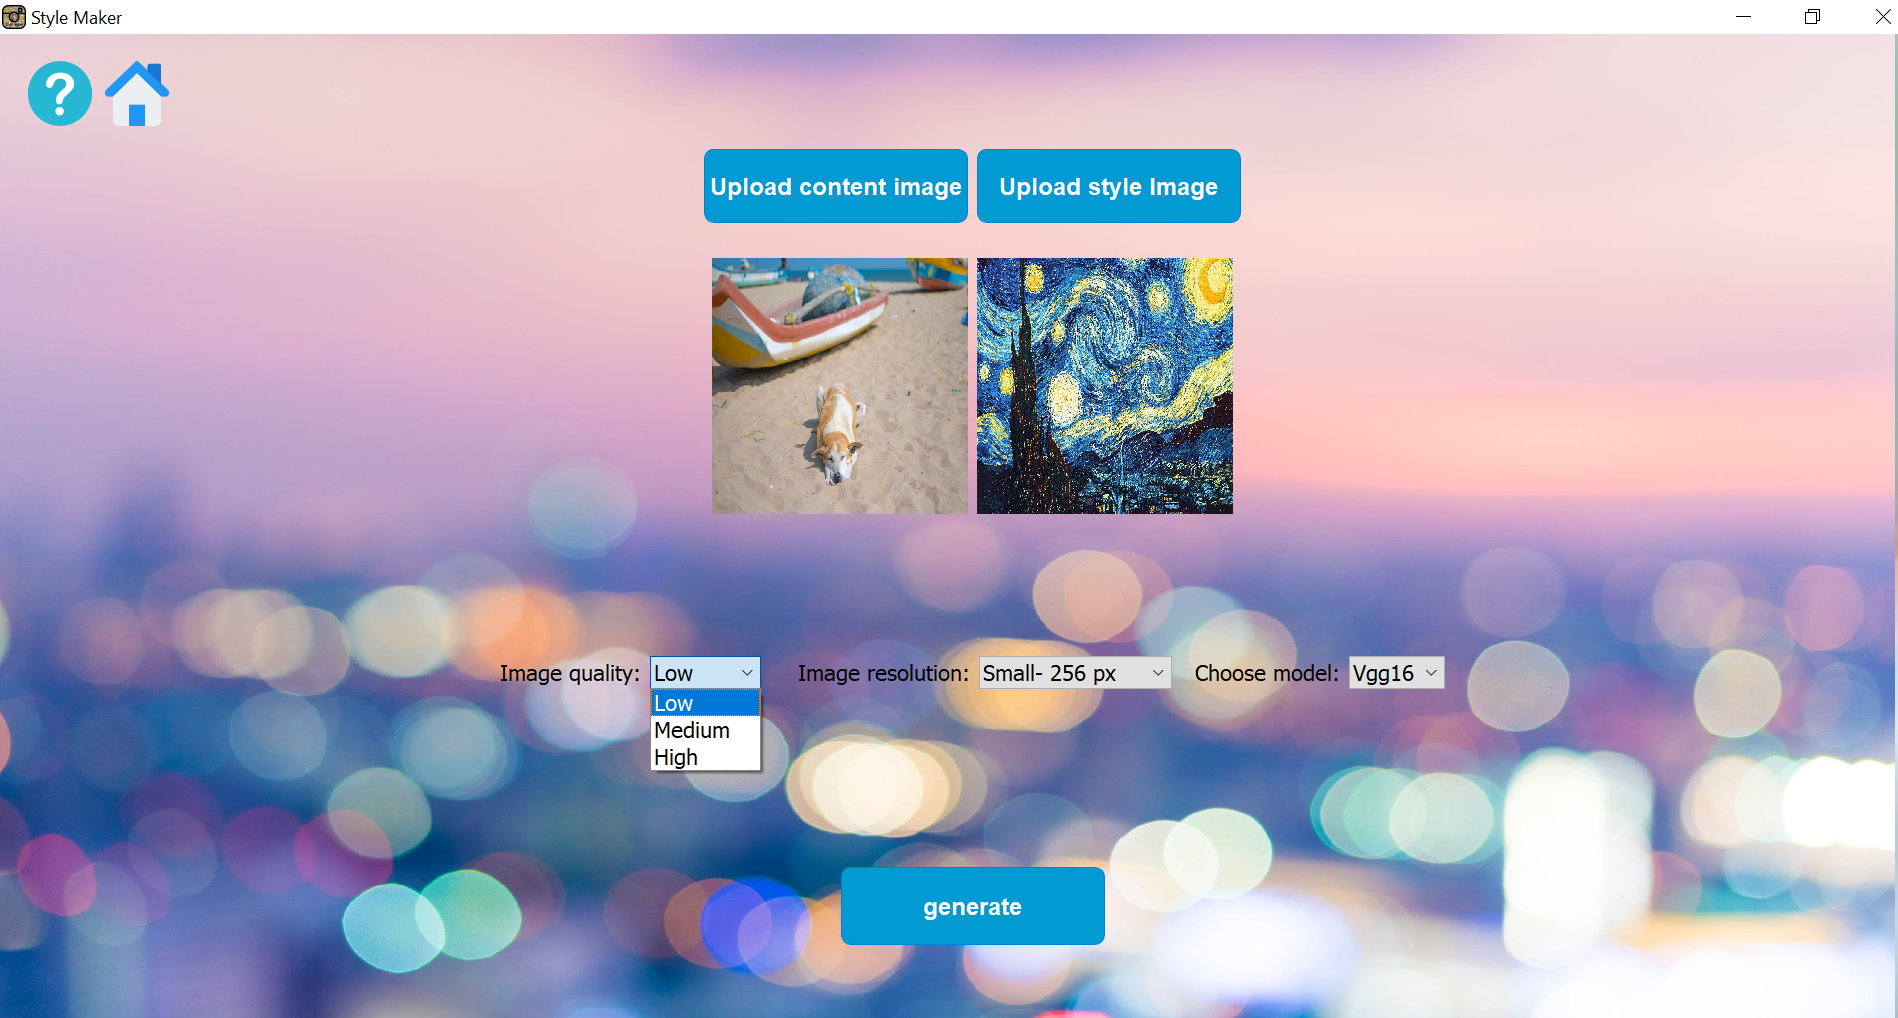 Style Maker
?
Upload content image
Upload style Image
Image quality: Low
Image resolution: Small- 256 px
Choose model: Vgg16
Low
Medium
High
generate